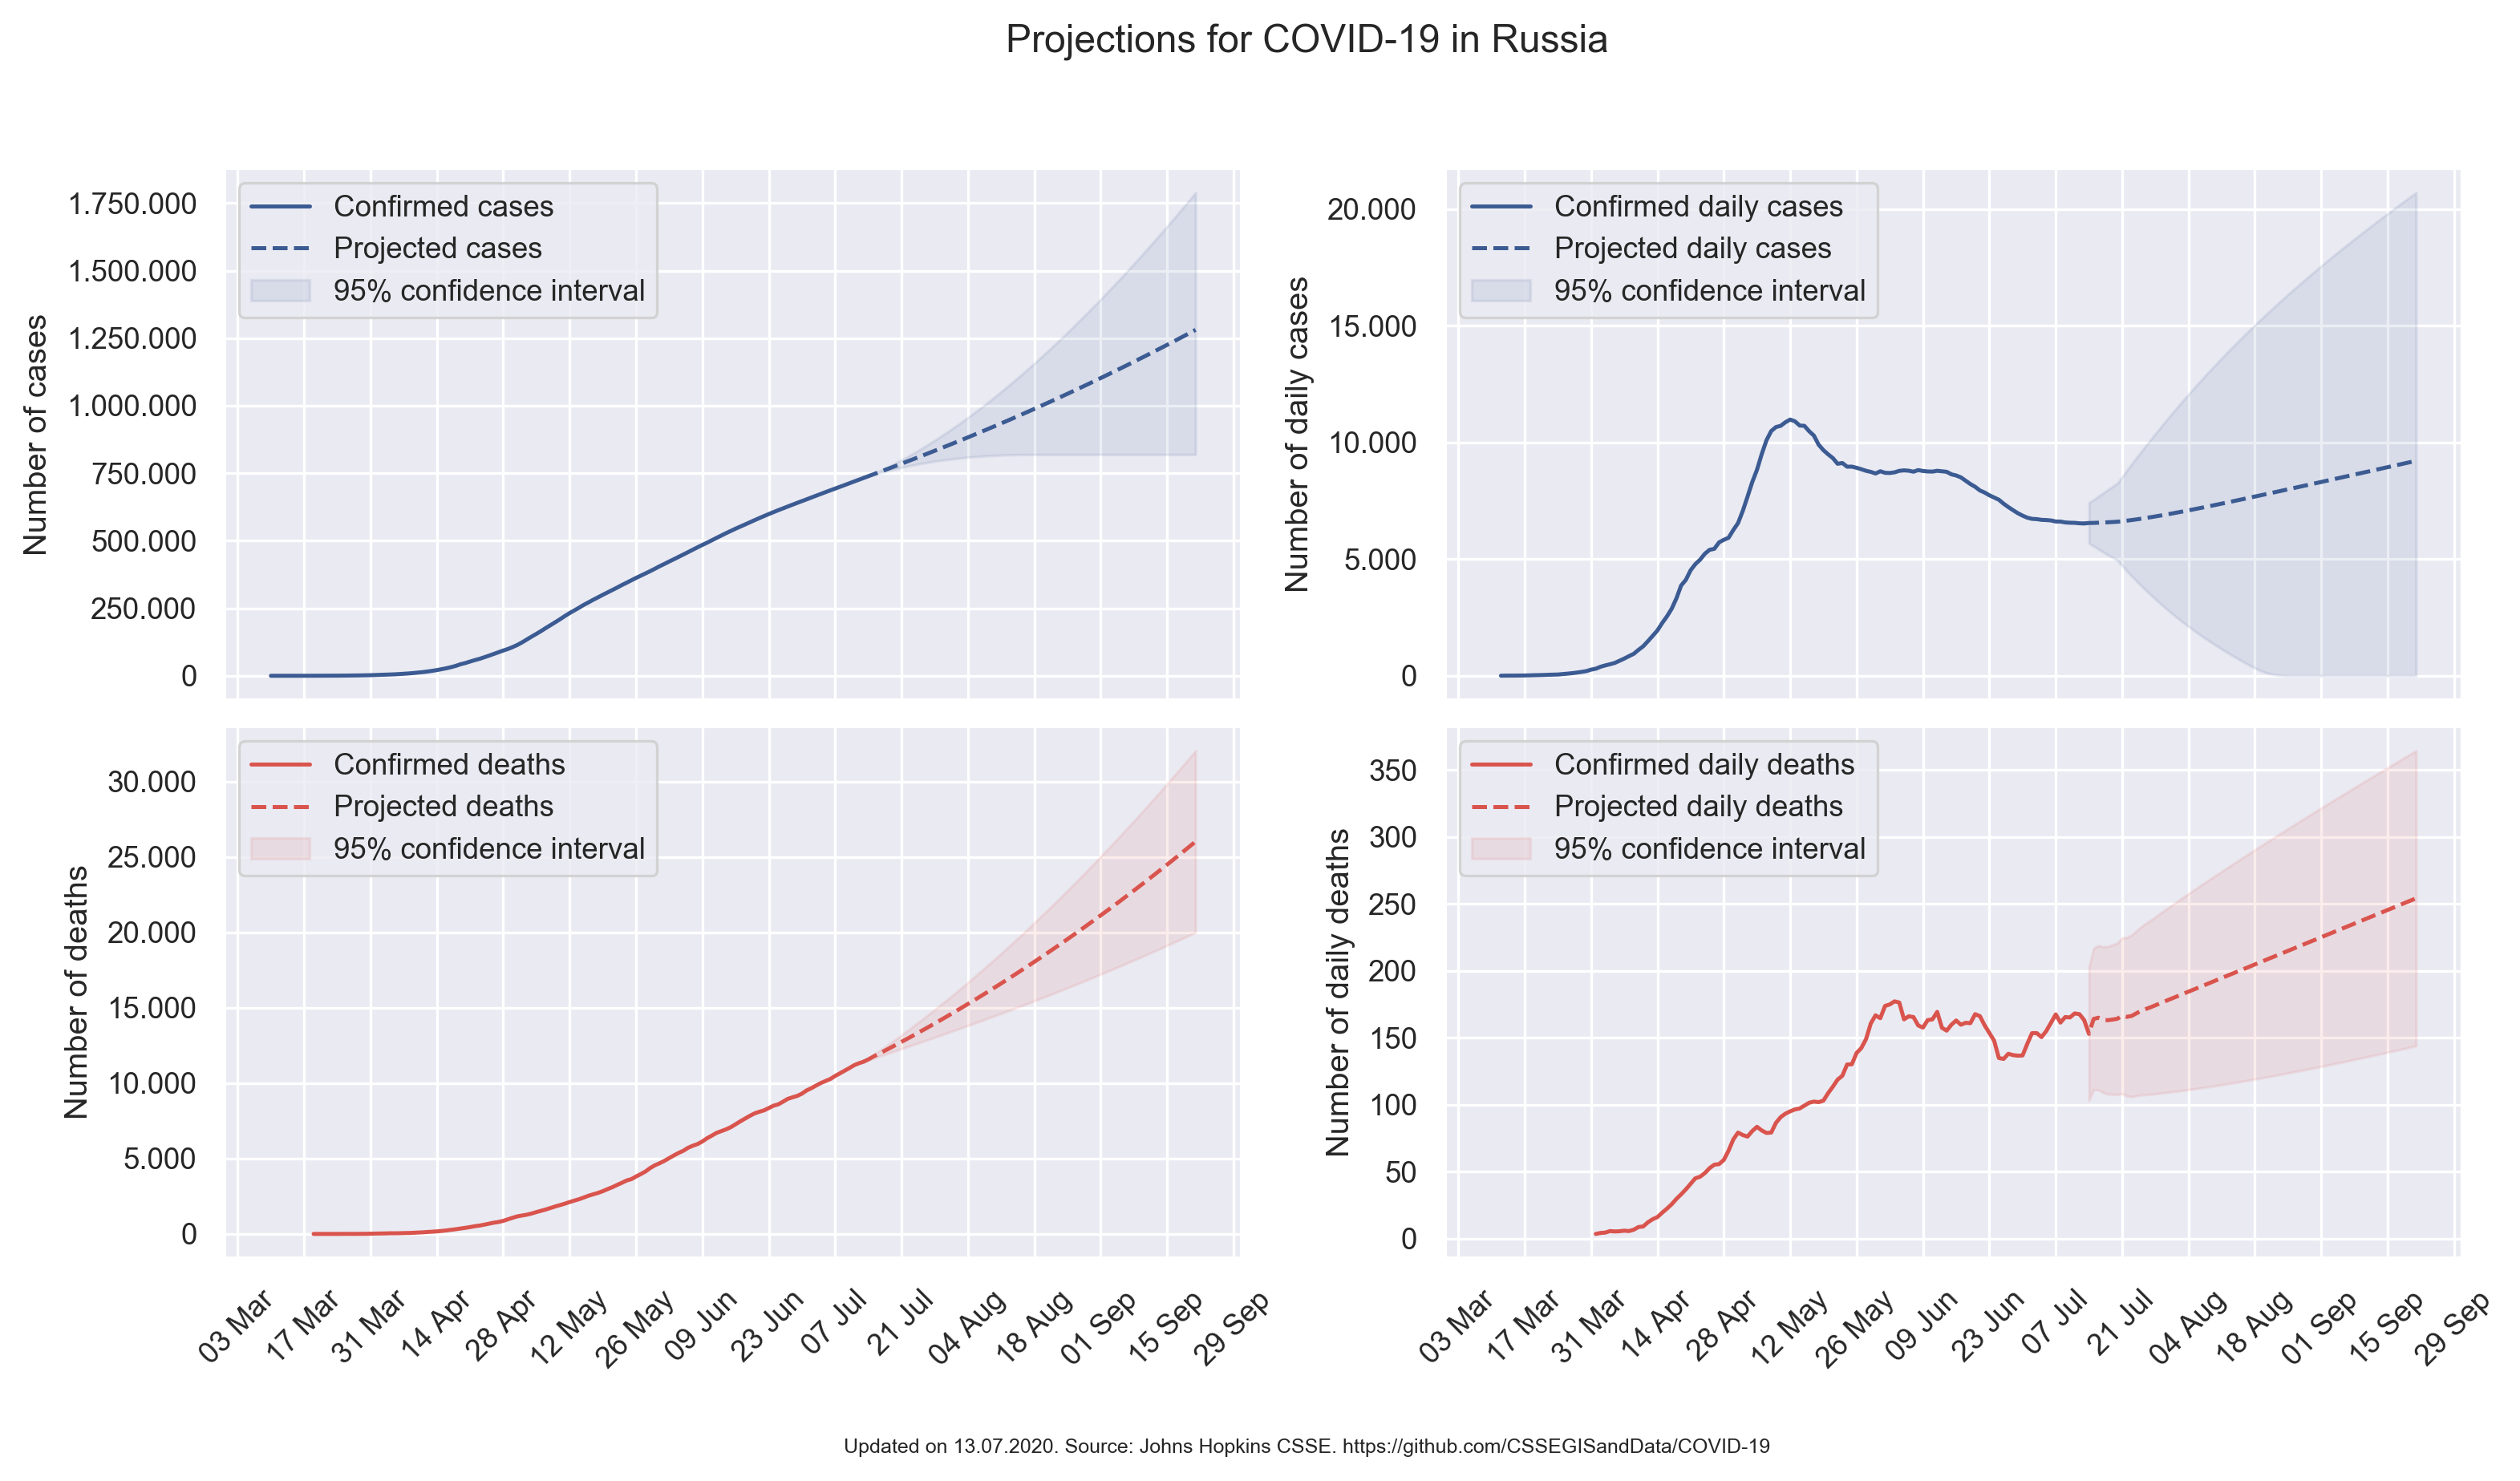 Projections for COVID-19 in Russia
Number of cases
1.750.000
1.500.000
1.250.000
1.000.000
750.000
500.000
250.000
0
Confirmed cases
Projected cases
95% confidence interval
Number of daily cases
20.000
15.000
10.000
5.000
0
Confirmed daily cases
Projected daily cases
95% confidence interval
Number of deaths
30.000
25.000
20.000
15.000
10.000
5.000
0
Confirmed deaths
Projected deaths
95% confidence interval
03 Mar
17 Mar
31 Mar
14 Apr
28 Apr
12 May
26 May
09 Jun
23 Jun
07 Jul
21 Jul
04 Aug
18 Aug
01 Sep
15 Sep
29 Sep
Number of daily deaths
350
300
250
200
150
100
50
0
Confirmed daily deaths
Projected daily deaths
95% confidence interval
03 Mar
17 Mar
31 Mar
14 Apr
28 Apr
12 May
26 May
09 Jun
23 Jun
07 Jul
21 Jul
04 Aug
18 Aug
01 Sep
15 Sep
29 Sep
Updated on 13.07.2020. Source: Johns Hopkins CSSE. https://github.com/CSSEGISandData/COVID-19